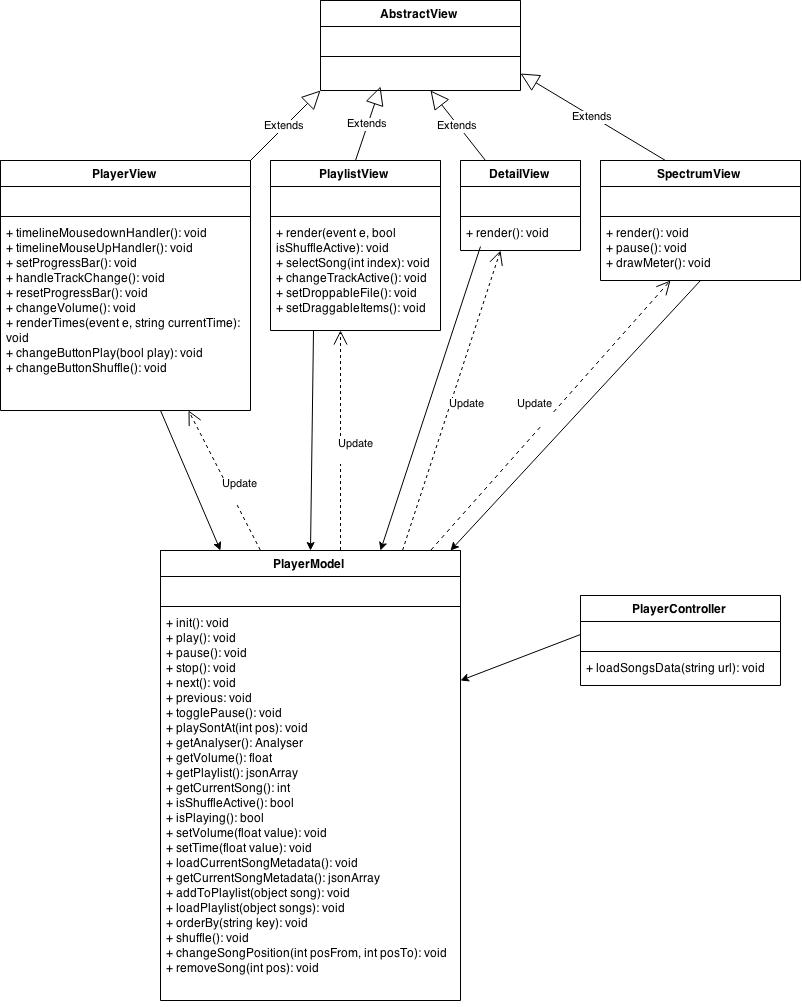 AbstractView
Extends
Extends
Extends
Extends
PlayerView
+ timelineMousedownHandler(): void
+ timelineMouseUpHandler(): void
+ setProgressBar(): void
+ handleTrackChange(): void
+ resetProgressBar(): void
+ changeVolume(): void
+ renderTimes(event e, string currentTime):
void
+ changeButtonPlay(bool play): void
+ changeButtonShuffle(): void
PlaylistView
+ render(event e, bool
isShuffleActive): void
+ selectSong(int index): void
+ changeTrackActive(): void
+ setDroppableFile(): void
+ setDraggableItems(): void
DetailView
+ render(): void
SpectrumView
+ render(): void
+ pause(): void
+ drawMeter(): void
Update
Update
Update
Update
PlayerModel
+ init(): void
+ play(): void
+ pause(): void
+ stop(): void
+ next(): void
+ previous: void
+ togglePause(): void
+ playSontAt(int pos): void
+ getAnalyser(): Analyser
+ getVolume(): float
+ getPlaylist(): jsonArray
+ getCurrentSong(): int
+ isShuffleActive(): bool
+ isPlaying(): bool
+ setVolume(float value): void
+ setTime(float value): void
+ loadCurrentSongMetadata(): void
+ getCurrentSongMetadata(): jsonArray
+ addToPlaylist(object song): void
+ loadPlaylist(object songs): void
+ orderBy(string key): void
+ shuffle(): void
+ changeSongPosition(int posFrom, int posTo): void
+ removeSong(int pos): void
PlayerController
+ loadSongsData(string url): void